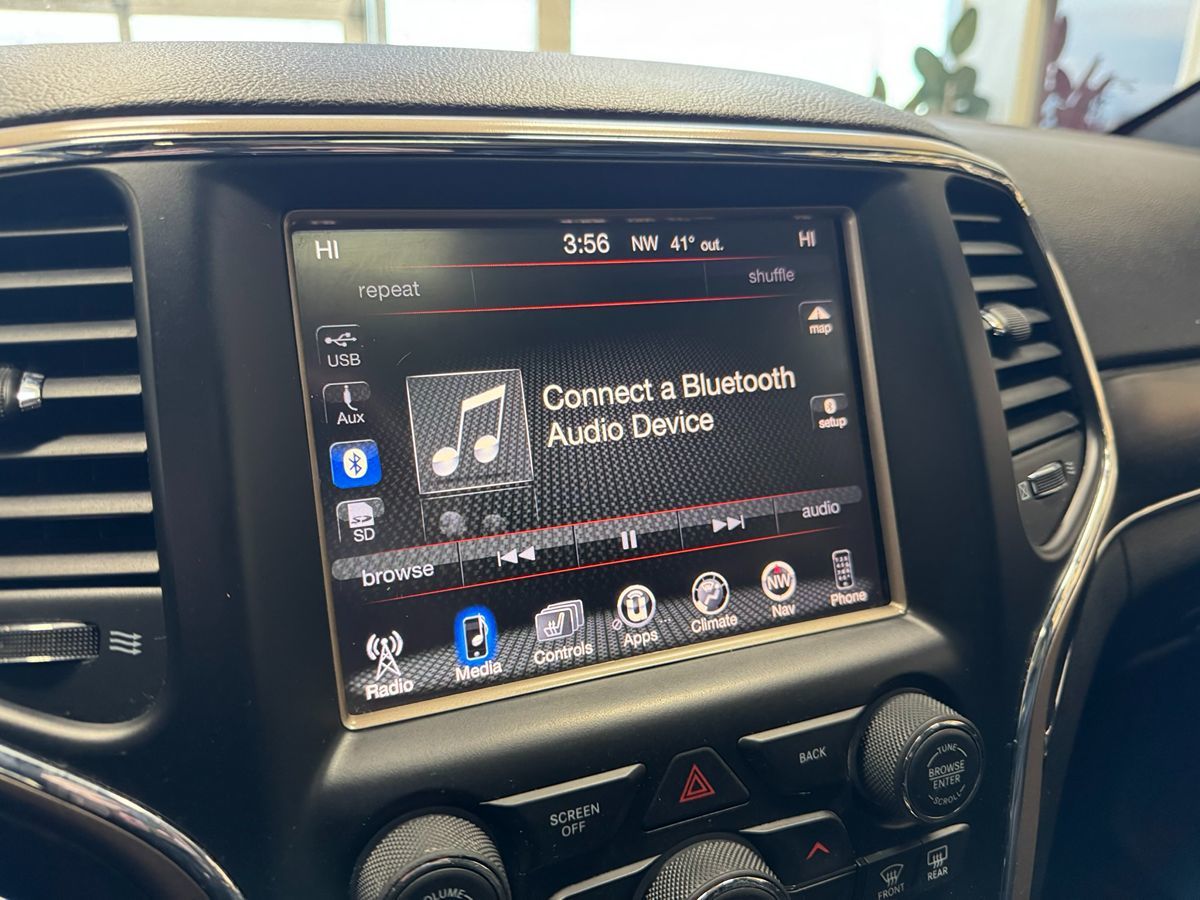 HI 3:56 NW 41° out. HI
repeat shuffle
map
USB
Connect a Bluetooth
Audio Device
Aux
setup
SD
browse audio
Radio Media Controls Apps Climate NW Nav Phone
BACK
TUNE
BROWSE
ENTER
SCROLL
SCREEN
OFF
VOLUME
FRONT
REAR